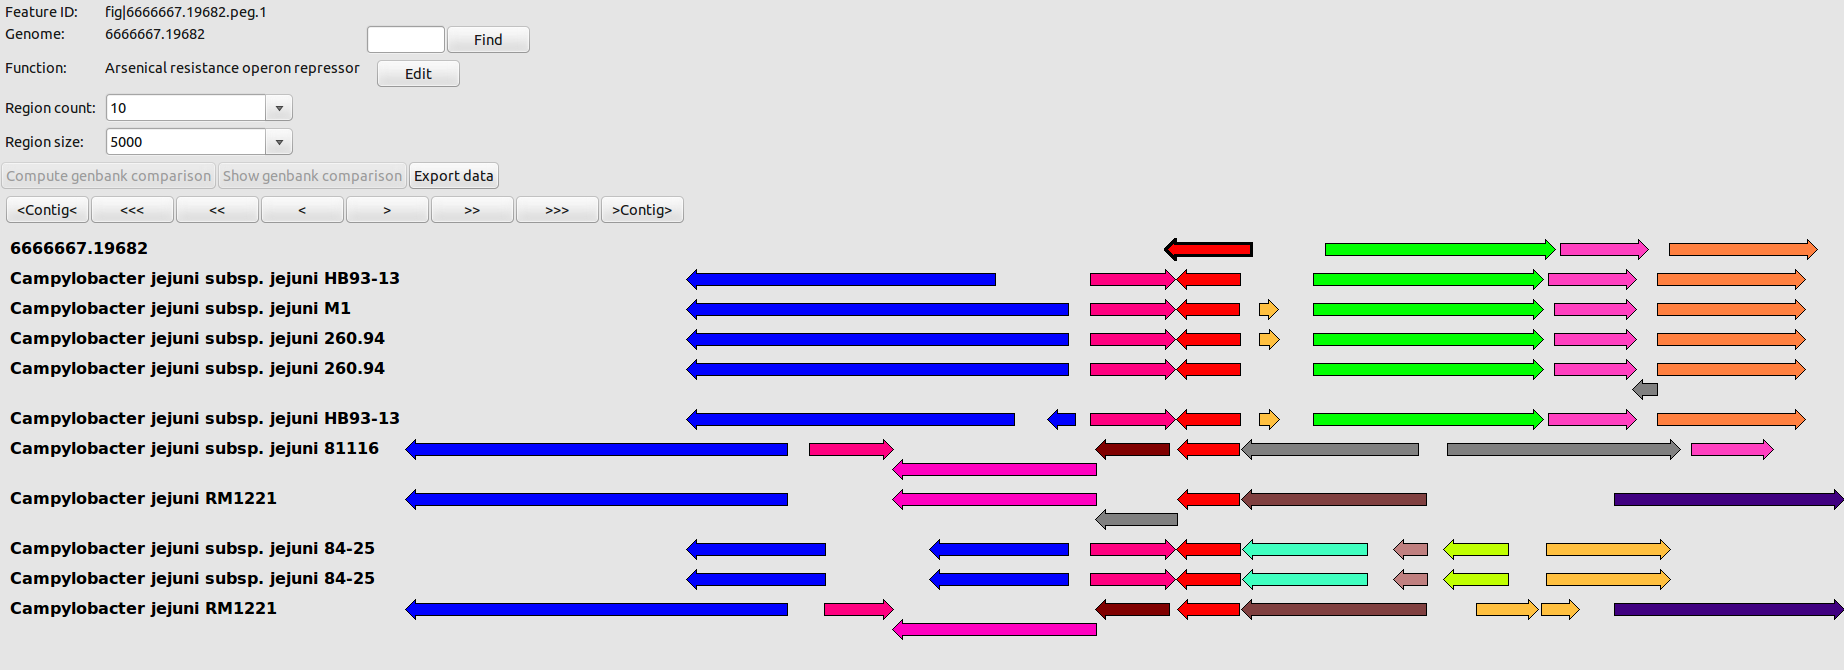 Feature ID: fig|6666667.19682.peg.1
Genome: 6666667.19682 Find
Function: Arsenical resistance operon repressor Edit
Region count: 10
Region size: 5000
Compute genbank comparison Show genbank comparison Export data
<Contig< <<< << < > >> >>> >Contig>
6666667.19682
Campylobacter jejuni subsp. jejuni HB93-13
Campylobacter jejuni subsp. jejuni M1
Campylobacter jejuni subsp. jejuni 260.94
Campylobacter jejuni subsp. jejuni 260.94
Campylobacter jejuni subsp. jejuni HB93-13
Campylobacter jejuni subsp. jejuni 81116
Campylobacter jejuni RM1221
Campylobacter jejuni subsp. jejuni 84-25
Campylobacter jejuni subsp. jejuni 84-25
Campylobacter jejuni RM1221